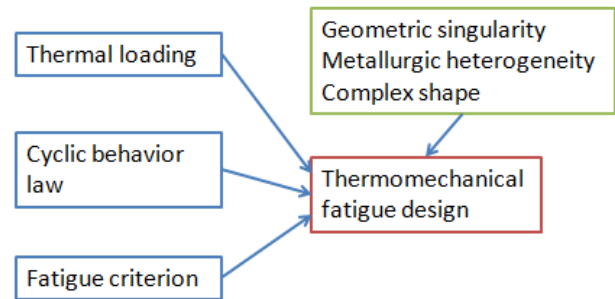 Thermal loading
Geometric singularity
Metallurgic heterogeneity
Complex shape
Cyclic behavior
law
Thermomechanical
fatigue design
Fatigue criterion